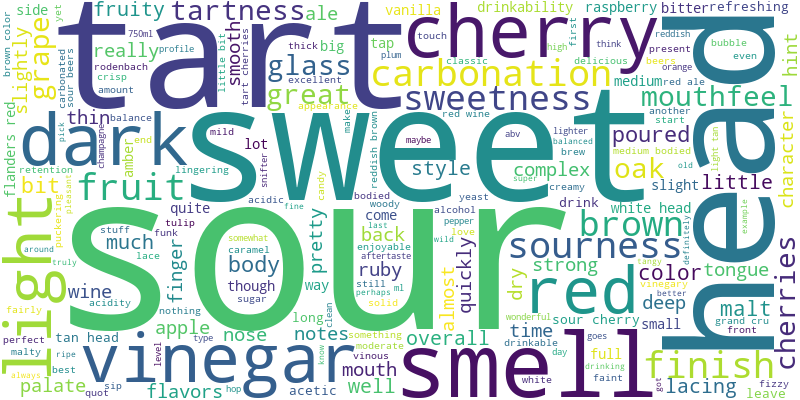 tart
sweet
sour
head
cherry
dark
red
smell
vinegar
light
brown
fruit
carbonation
sourness
sweetness
tartness
finish
mouthfeel
glass
great
oak
grape
body
fruity
really
smooth
big
ale
tap
vanilla
drinkability
raspberry
bitter
refreshing
side
yet
slightly
brown color
750ml
profile
rodenbach
crisp
amount
carbonated
sour beers
little bit
tart cherries
thick
excellent
appearance
touch
plum
classic
high
first
think
delicious
medium
red ale
orange
present
beers
reddish
bubble
even
hint
another
start
thin
balance
champagne
pick
end
amber
retention
flanders red
bit
puckering
pleasant
mild
lot
snifter
lingering
acidic
fine
candy
make
reddish brown
red wine
maybe
style
abv
complex
lighter
balanced
brew
creamy
super
yeast
poured
medium bodied
slight
little
light tan
old
character
white head
drink
quite
tulip
funk
stuff
lace
much
finger
somewhat
caramel
though
sugar
pretty
way
bodied
woody
come
last
back
enjoyable
aftertaste
ruby
still
perhaps
ml
solid
alcohol
pepper
love
wild
quickly
almost
dry
strong
color
deep
tongue
definitely
tangy
vinegary
better
small
malt
example
grand cru
front
cherries
around
truly
wine
acidity
nothing
apple
nose
notes
long
clean
something
moderate
overall
drinkable
wonderful
time
sour cherry
goes
day
full
faint
drinking
white
got
lacing
fizzy
leave
well
mouth
vinous
know
acetic
hop
flavors
type
level
sip
quot
palate
best
ripe
tan head
malty
perfect
fairly
always